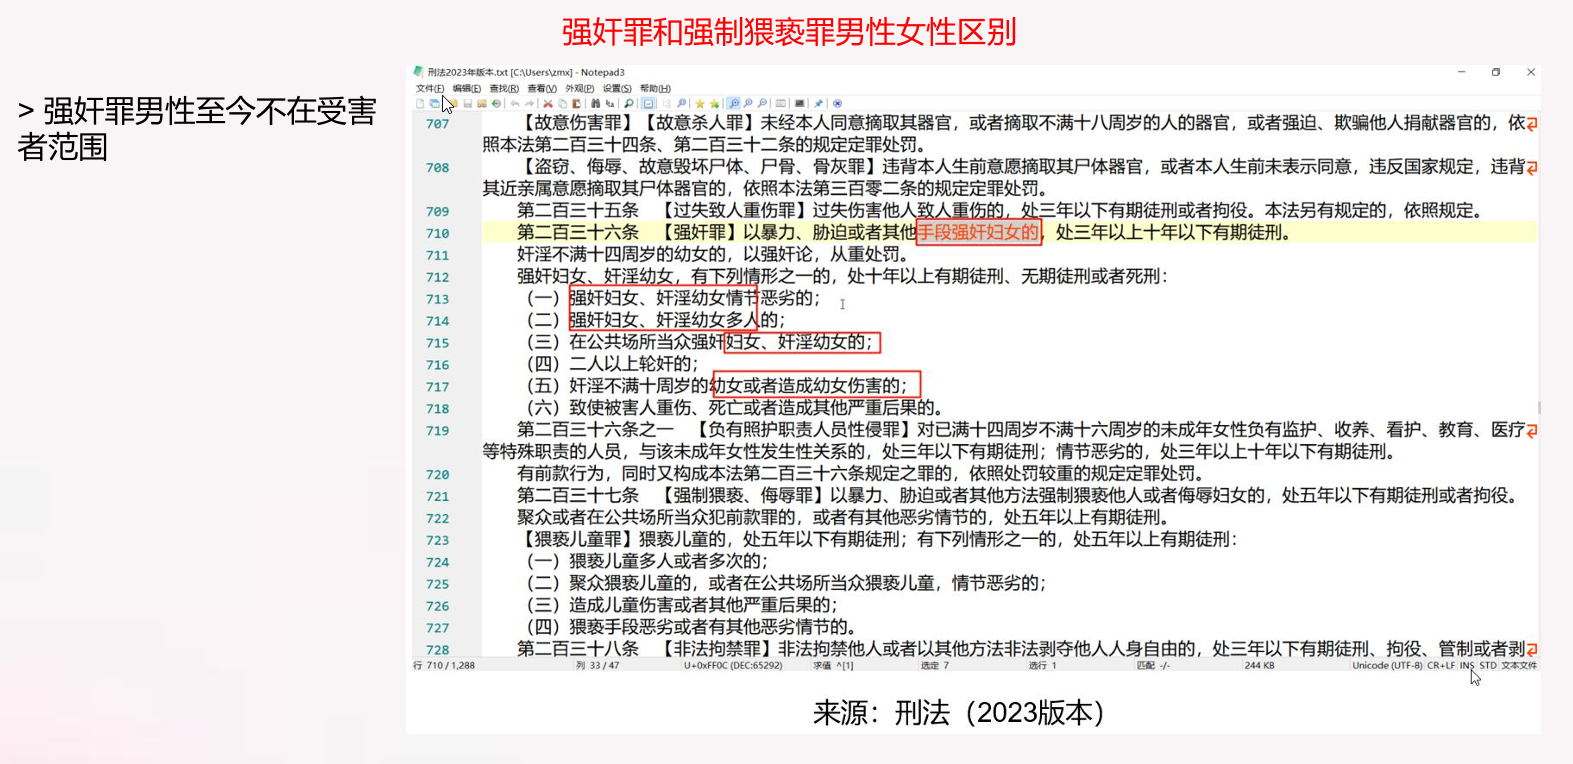 强奸罪和强制猥亵罪男性女性区别
> 强奸罪男性至今不在受害
者范围
刑法2023年版本.txt [C:\Users\zmx] - Notepad3
文件(F) 编辑(E) 查找(R) 查看(V) 外观(P) 设置(S) 帮助(H)
707 【故意伤害罪】【故意杀人罪】未经本人同意摘取其器官，或者摘取不满十八周岁的人的器官，或者强迫、欺骗他人捐献器官的，依
照本法第二百三十四条、第二百三十二条的规定定罪处罚。
708 【盗窃、侮辱、故意毁坏尸体、尸骨、骨灰罪】违背本人生前意愿摘取其尸体器官，或者本人生前未表示同意，违反国家规定，违背
其近亲属意愿摘取其尸体器官的，依照本法第三百零二条的规定定罪处罚。
709 第二百三十五条 【过失致人重伤罪】过失伤害他人致人重伤的，处三年以下有期徒刑或者拘役。本法另有规定的，依照规定。
710 第二百三十六条 【强奸罪】以暴力、胁迫或者其他手段强奸妇女的，处三年以上十年以下有期徒刑。
711 奸淫不满十四周岁的幼女的，以强奸论，从重处罚。
712 强奸妇女、奸淫幼女，有下列情形之一的，处十年以上有期徒刑、无期徒刑或者死刑：
713 （一）强奸妇女、奸淫幼女情节恶劣的；
714 （二）强奸妇女、奸淫幼女多人的；
715 （三）在公共场所当众强奸妇女、奸淫幼女的；
716 （四）二人以上轮奸的；
717 （五）奸淫不满十周岁的幼女或者造成幼女伤害的；
718 （六）致使被害人重伤、死亡或者造成其他严重后果的。
719 第二百三十六条之一 【负有照护职责人员性侵罪】对已满十四周岁不满十六周岁的未成年女性负有监护、收养、看护、教育、医疗
等特殊职责的人员，与该未成年女性发生性关系的，处三年以下有期徒刑；情节恶劣的，处三年以上十年以下有期徒刑。
720 有前款行为，同时又构成本法第二百三十六条规定之罪的，依照处罚较重的规定定罪处罚。
721 第二百三十七条 【强制猥亵、侮辱罪】以暴力、胁迫或者其他方法强制猥亵他人或者侮辱妇女的，处五年以下有期徒刑或者拘役。
722 聚众或者在公共场所当众犯前款罪的，或者有其他恶劣情节的，处五年以上有期徒刑。
723 【猥亵儿童罪】猥亵儿童的，处五年以下有期徒刑；有下列情形之一的，处五年以上有期徒刑：
724 （一）猥亵儿童多人或者多次的；
725 （二）聚众猥亵儿童的，或者在公共场所当众猥亵儿童，情节恶劣的；
726 （三）造成儿童伤害或者其他严重后果的；
727 （四）猥亵手段恶劣或者有其他恶劣情节的。
728 第二百三十八条 【非法拘禁罪】非法拘禁他人或者以其他方法非法剥夺他人人身自由的，处三年以下有期徒刑、拘役、管制或者剥
行 710 / 1,288 列 33 / 47 U+0xFF0C (DEC:65292) 求值 ^[1] 选定 7 选行 1 匹配 -/- 244 KB Unicode (UTF-8) CR+LF INS STD 文本文件
来源：刑法（2023版本）